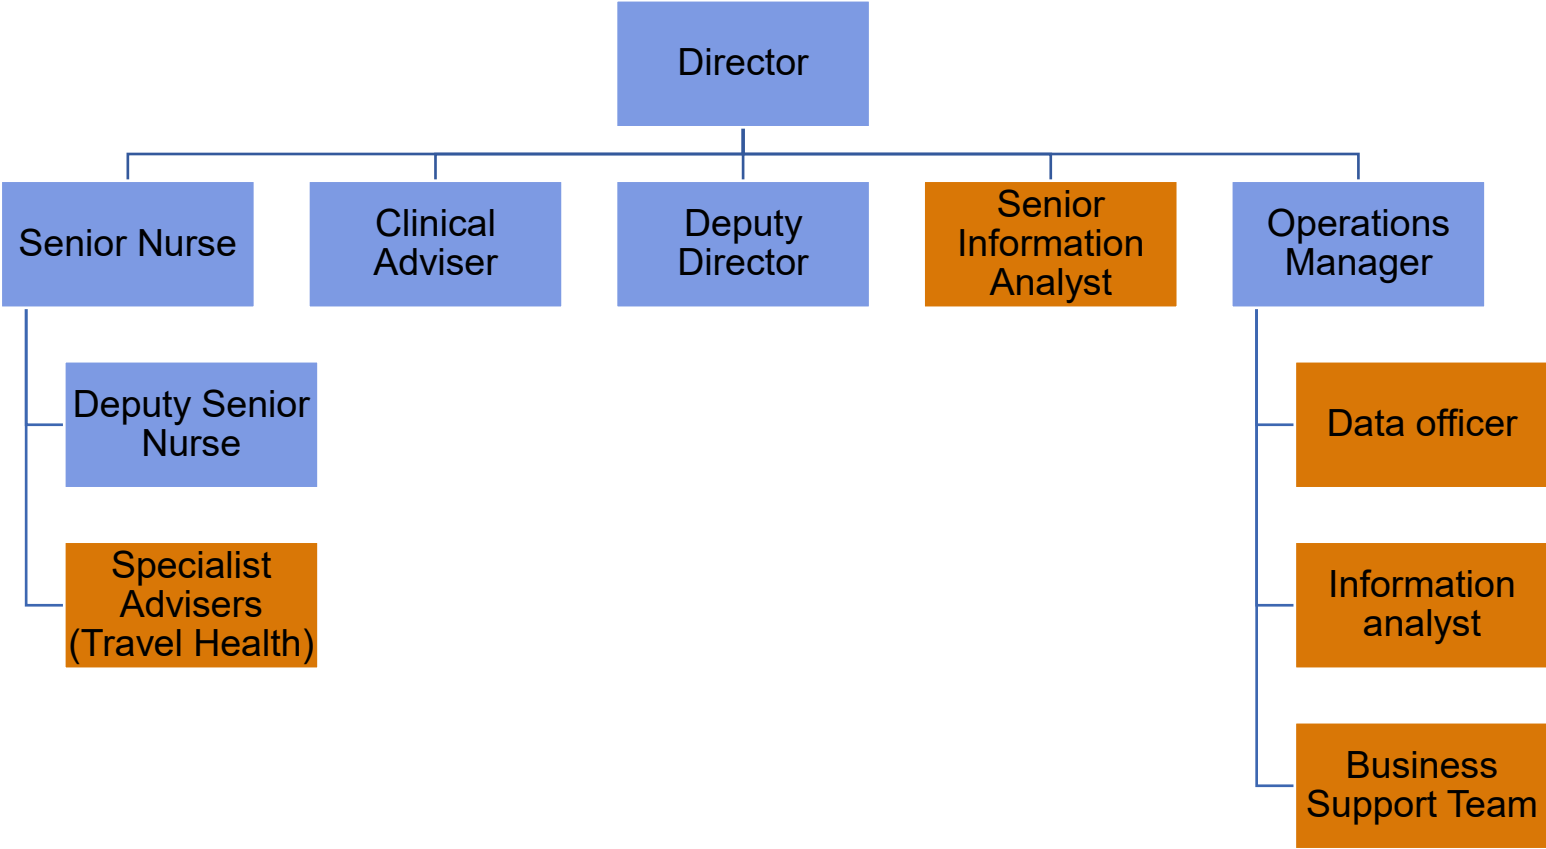 Director
Senior Nurse
Clinical
Adviser
Deputy
Director
Senior
Information
Analyst
Operations
Manager
Deputy Senior
Nurse
Data officer
Specialist
Advisers
(Travel Health)
Information
analyst
Business
Support Team